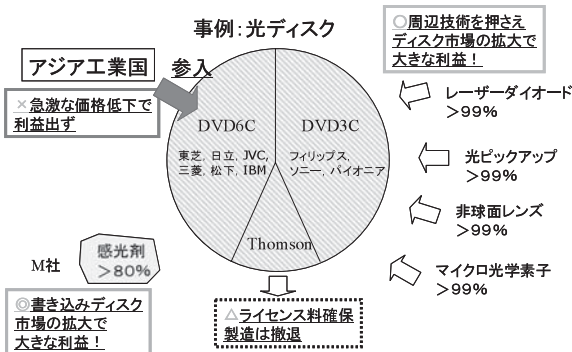 事例：光ディスク
アジア工業国　参入
×急激な価格低下で
利益出ず
○周辺技術を押さえ
ディスク市場の拡大で
大きな利益！
DVD6C
東芝, 日立, JVC,
三菱, 松下, IBM
DVD3C
フィリップス,
ソニー, パイオニア
Thomson
レーザーダイオード
＞99%
光ピックアップ
＞99%
非球面レンズ
＞99%
マイクロ光学素子
＞99%
M社
感光剤
＞80%
◎書き込みディスク
市場の拡大で
大きな利益！
△ライセンス料確保
製造は撤退